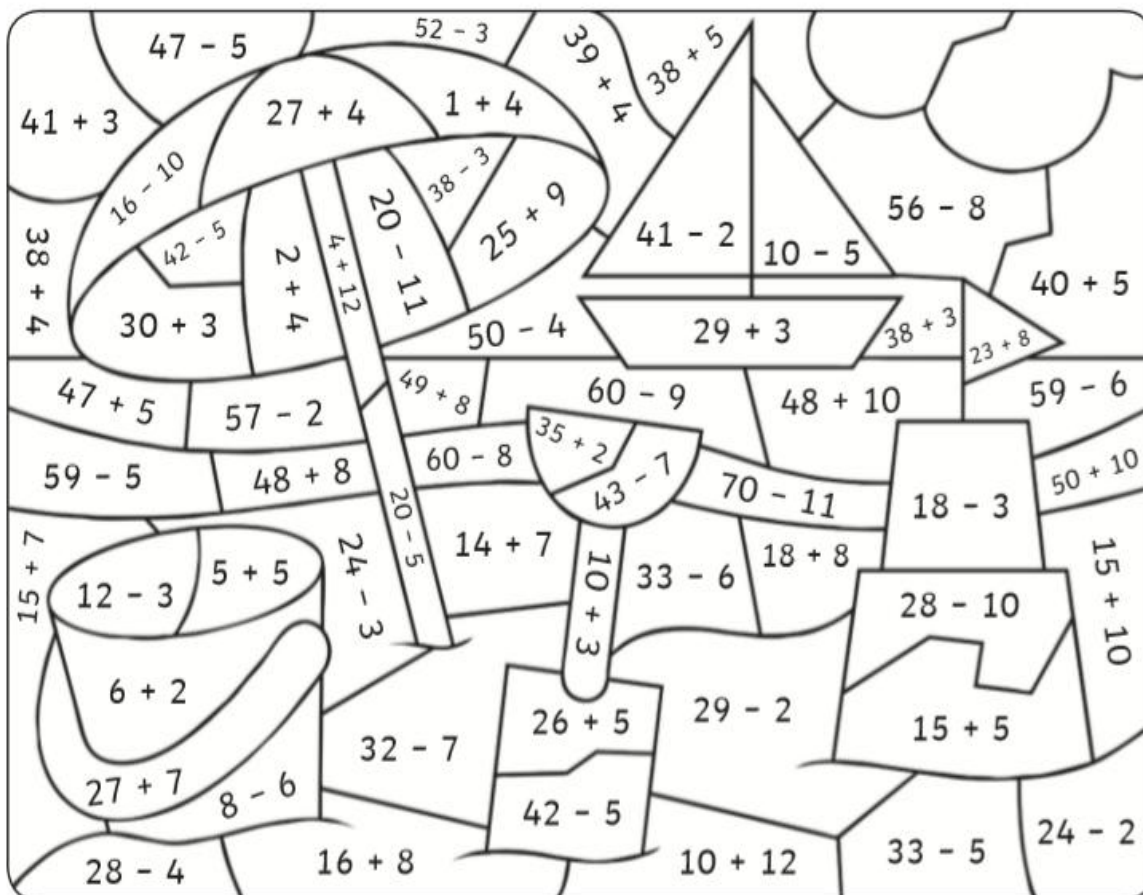 47 - 5
52 - 3
39 + 4
38 + 5
41 + 3
27 + 4
1 + 4
16 - 10
38 - 3
25 + 9
20 - 11
42 - 5
2 + 4
4 + 12
38 + 4
30 + 3
50 - 4
41 - 2
10 - 5
56 - 8
40 + 5
29 + 3
38 + 3
23 + 8
47 + 5
57 - 2
49 + 8
60 - 9
48 + 10
59 - 6
59 - 5
48 + 8
60 - 8
35 + 2
43 - 7
70 - 11
18 - 3
50 + 10
15 + 7
12 - 3
5 + 5
24 - 3
20 - 5
14 + 7
10 + 3
33 - 6
18 + 8
28 - 10
15 + 10
6 + 2
32 - 7
26 + 5
29 - 2
15 + 5
27 + 7
8 - 6
42 - 5
28 - 4
16 + 8
10 + 12
33 - 5
24 - 2